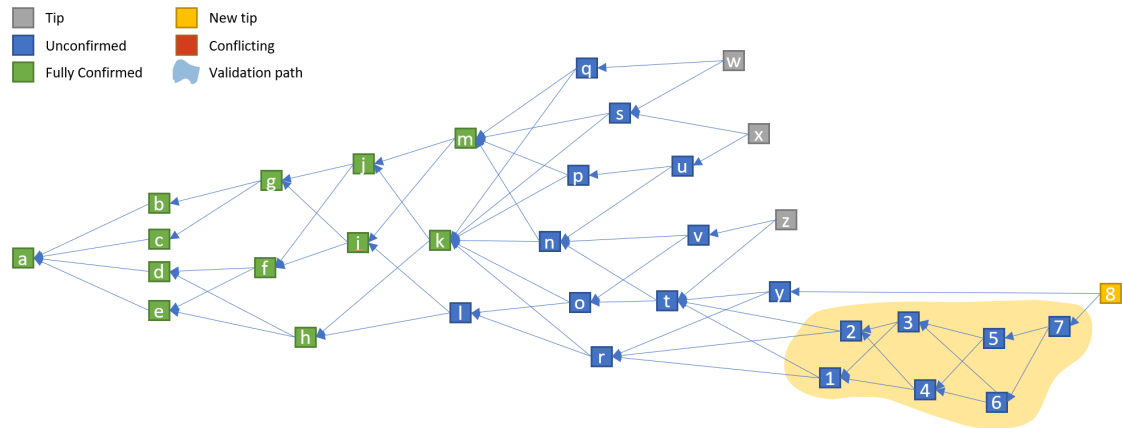 Tip
New tip
Unconfirmed
Conflicting
Fully Confirmed
Validation path
q
w
s
m
x
j
p
u
g
b
z
c
i
k
n
v
a
d
f
e
l
o
t
y
8
h
2
3
5
7
r
1
4
6